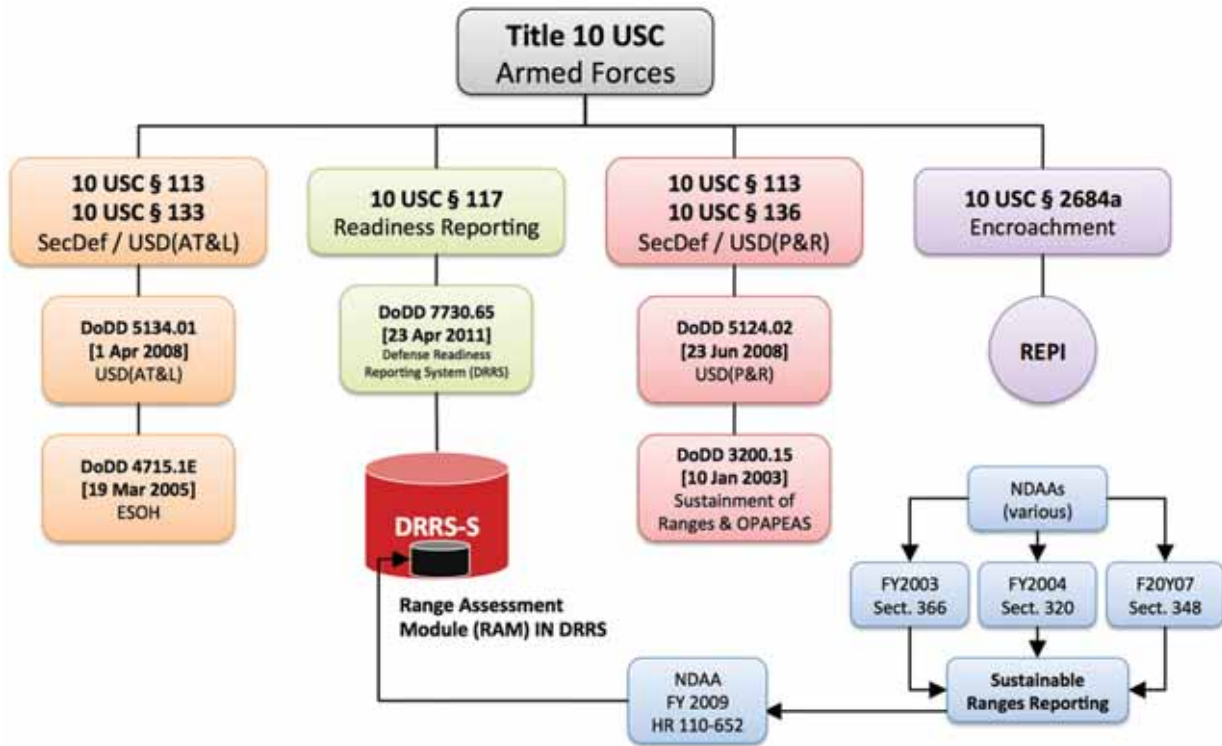 Title 10 USC
Armed Forces
10 USC § 113
10 USC § 133
SecDef / USD(AT&L)
10 USC § 117
Readiness Reporting
10 USC § 113
10 USC § 136
SecDef / USD(P&R)
10 USC § 2684a
Encroachment
DoDD 5134.01
[1 Apr 2008]
USD(AT&L)
DoDD 7730.65
[23 Apr 2011]
Defense Readiness
Reporting System (DRRS)
DoDD 5124.02
[23 Jun 2008]
USD(P&R)
REPI
DoDD 4715.1E
[19 Mar 2005]
ESOH
DRRS-S
DoDD 3200.15
[10 Jan 2003]
Sustainment of
Ranges & OPAPEAS
NDAAs
(various)
FY2003
Sect. 366
FY2004
Sect. 320
F20Y07
Sect. 348
Range Assessment
Module (RAM) IN DRRS
NDAA
FY 2009
HR 110-652
Sustainable
Ranges Reporting